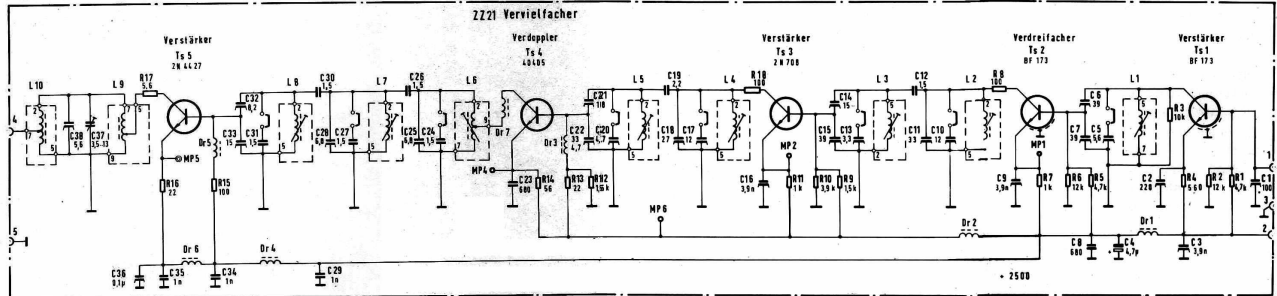 ZZ21 Vervielfacher
Verstärker
Ts 5
2N 4427
Verdoppler
Ts 4
40405
Verstärker
Ts 3
2N 708
Verdreifacher
Ts 2
BF 173
Verstärker
Ts 1
BF 173
L10
L9
R17
5,6
C32
8,2
L8
C30
1,5
L7
C26
1,5
L6
Dr 7
C21
118
L5
C19
2,2
L4
R18
100
C14
15
L3
C12
1,5
L2
R8
100
C6
39
L1
R3
10k
C38
5,6
C37
3,5-13
MP5
Dr5
C33
15
C31
1,5
C28
6,8
C27
1,5
C25
6,8
C24
1,5
MP4
Dr3
C22
33
4,7
C20
4,7
C18
27
C17
12
MP2
C15
39
C13
3,3
C11
33
C10
12
MP1
C7
39
C5
5,6
R16
22
R15
100
C23
680
R14
56
R13
22
R12
1,5k
MP6
C16
3,9n
R11
1k
R10
3,9k
R9
1,5k
C9
3,9n
R7
1k
R6
12k
R5
4,7k
C2
220
R4
560
R2
12k
R1
4,7k
C1
100
Dr 6
Dr 4
Dr 2
Dr 1
C36
0,1µ
C35
1n
C34
1n
C29
1n
C8
680
C4
4,7µ
C3
3,9n
+ 2500
4
5
1
3
2